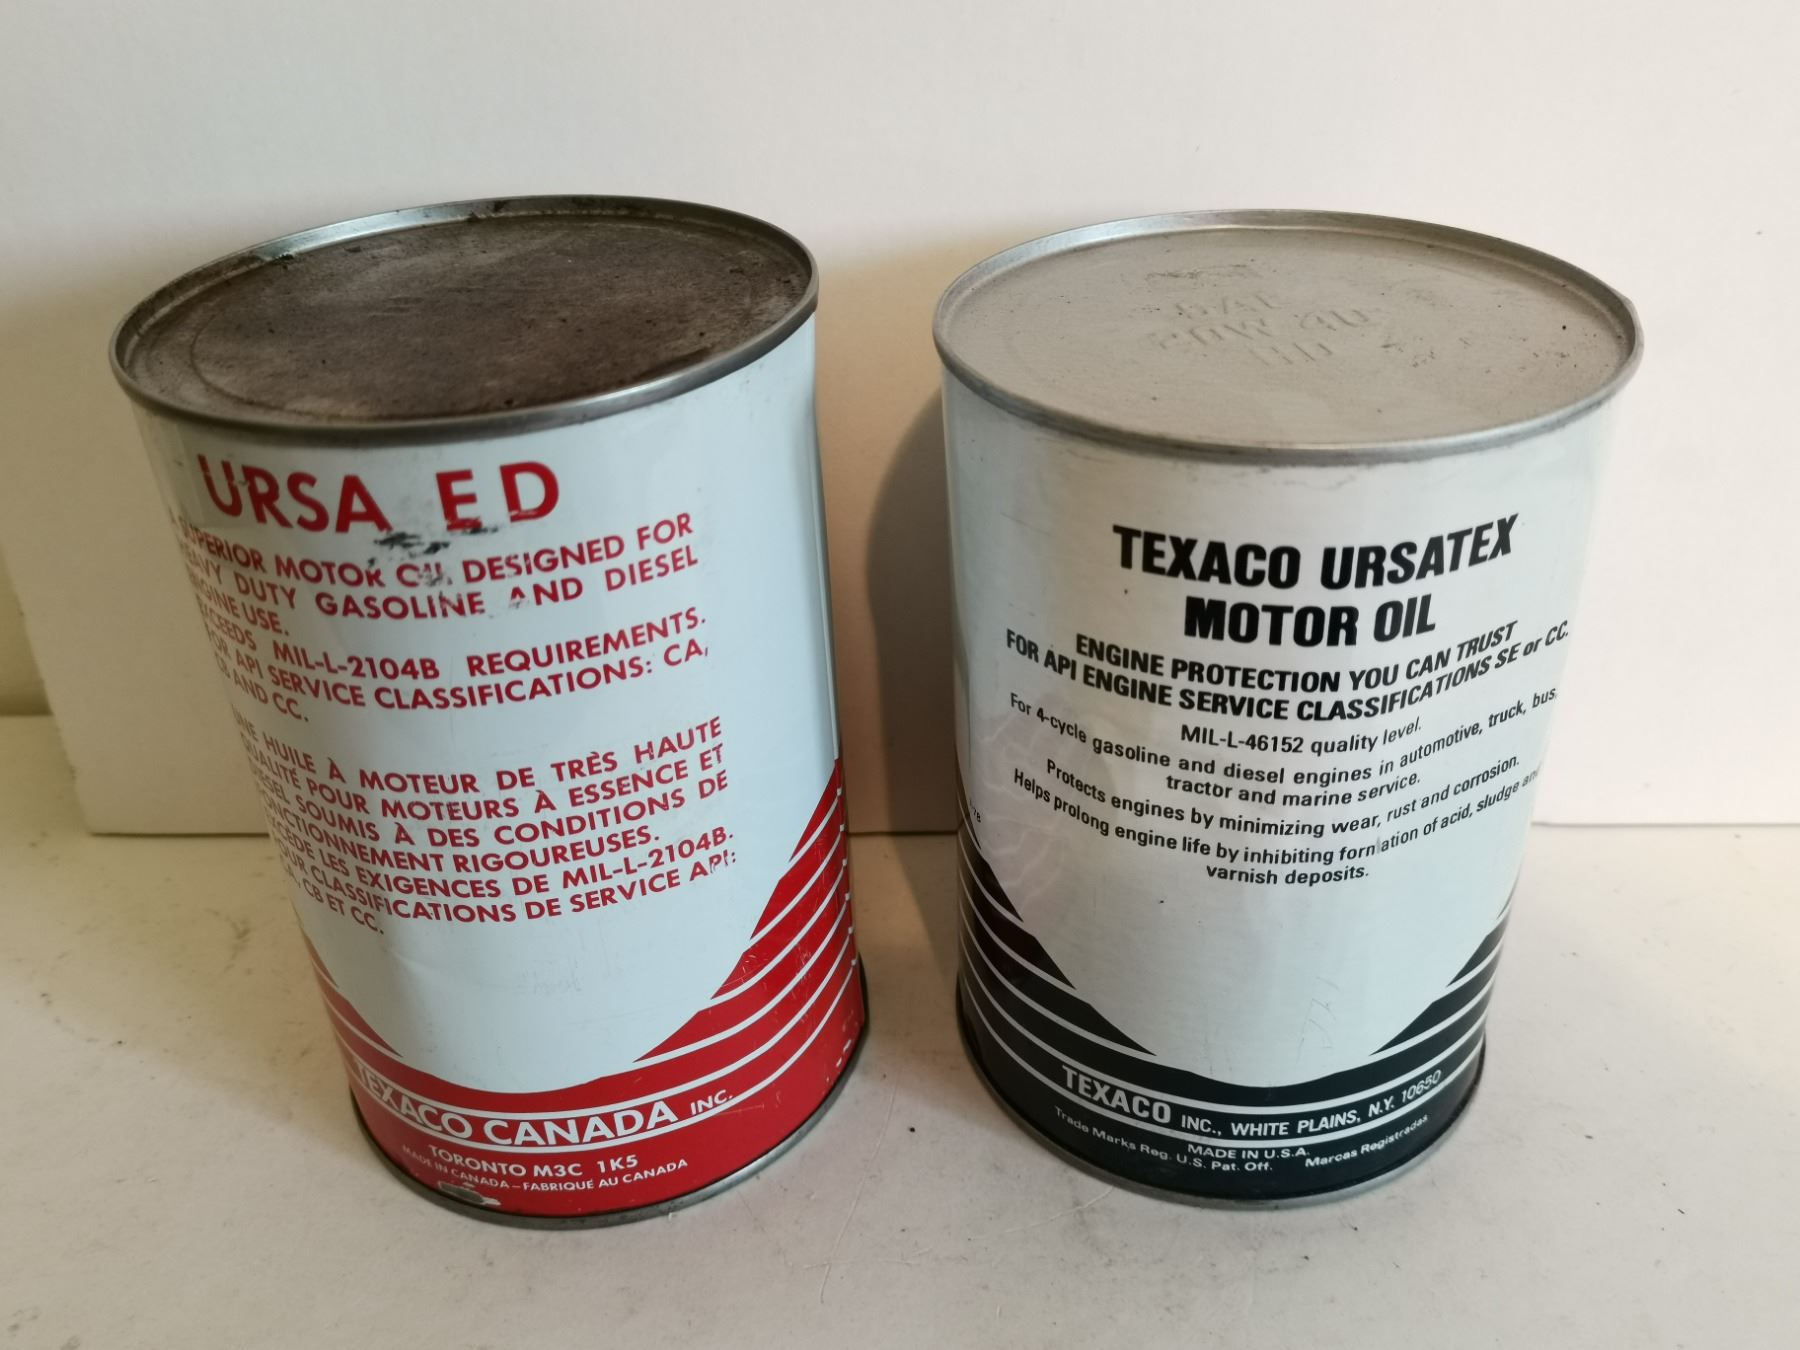 URSA ED
SUPERIOR MOTOR OIL DESIGNED FOR
HEAVY DUTY GASOLINE AND DIESEL
ENGINE USE.
EXCEEDS MIL-L-2104B REQUIREMENTS.
FOR API SERVICE CLASSIFICATIONS: CA,
CB AND CC.
UNE HUILE À MOTEUR DE TRÈS HAUTE
QUALITÉ POUR MOTEURS À ESSENCE ET
DIESEL SOUMIS À DES CONDITIONS DE
FONCTIONNEMENT RIGOUREUSES.
EXCÈDE LES EXIGENCES DE MIL-L-2104B.
POUR CLASSIFICATIONS DE SERVICE API:
CA, CB ET CC.
TEXACO CANADA INC.
TORONTO M3C 1K5
MADE IN CANADA – FABRIQUÉ AU CANADA
TEXACO URSATEX
MOTOR OIL
ENGINE PROTECTION YOU CAN TRUST
FOR API ENGINE SERVICE CLASSIFICATIONS SE or CC.
MIL-L-46152 quality level.
For 4-cycle gasoline and diesel engines in automotive, truck, bus,
tractor and marine service.
Protects engines by minimizing wear, rust and corrosion.
Helps prolong engine life by inhibiting formation of acid, sludge and
varnish deposits.
TEXACO INC., WHITE PLAINS, N.Y. 10650
MADE IN U.S.A.
Trade Marks Reg. U.S. Pat. Off. Marcas Registradas